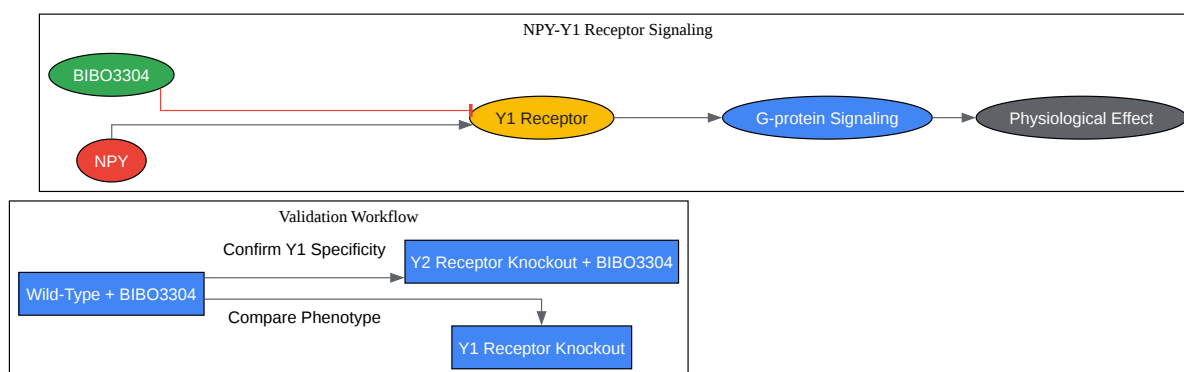 NPY-Y1 Receptor Signaling
BIBO3304
Y1 Receptor
G-protein Signaling
Physiological Effect
NPY
Validation Workflow
Confirm Y1 Specificity
Y2 Receptor Knockout + BIBO3304
Wild-Type + BIBO3304
Compare Phenotype
Y1 Receptor Knockout